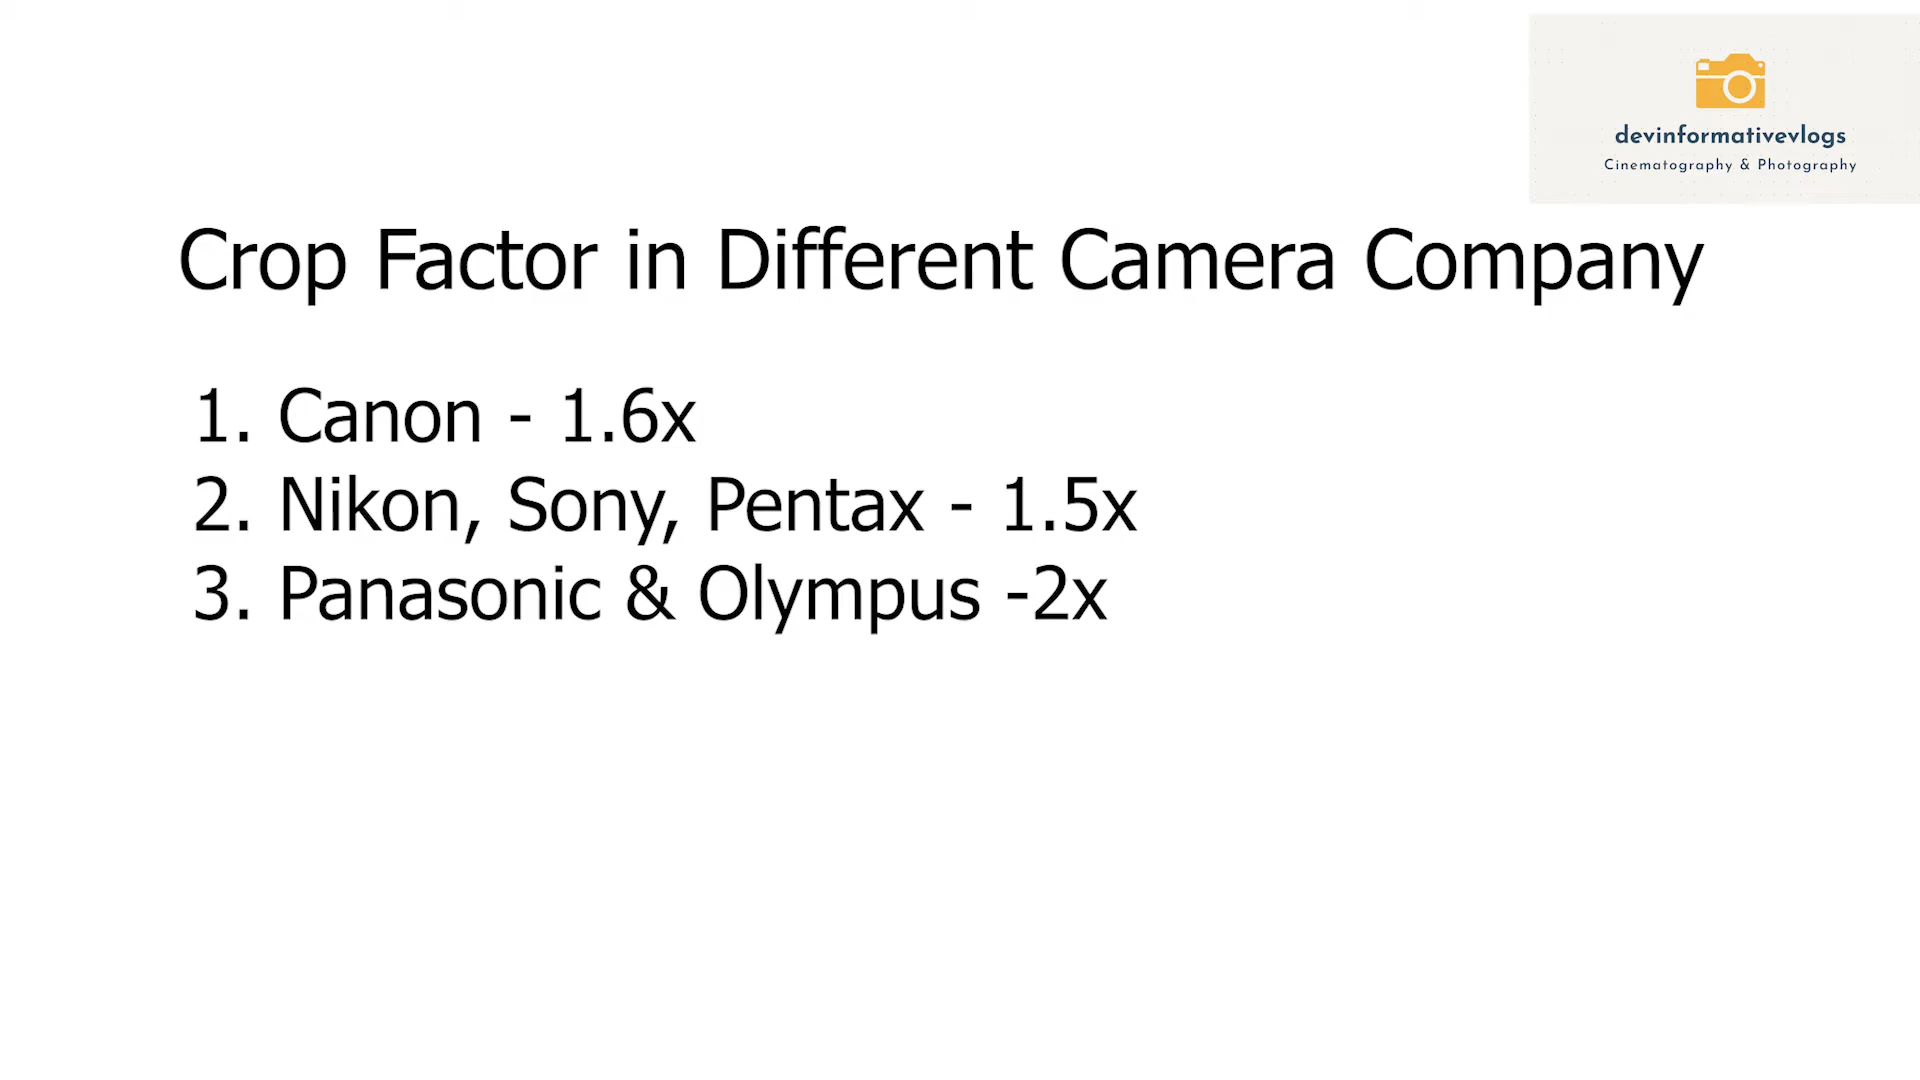 devinformativevlogs
Cinematography & Photography
Crop Factor in Different Camera Company
1. Canon - 1.6x
2. Nikon, Sony, Pentax - 1.5x
3. Panasonic & Olympus -2x